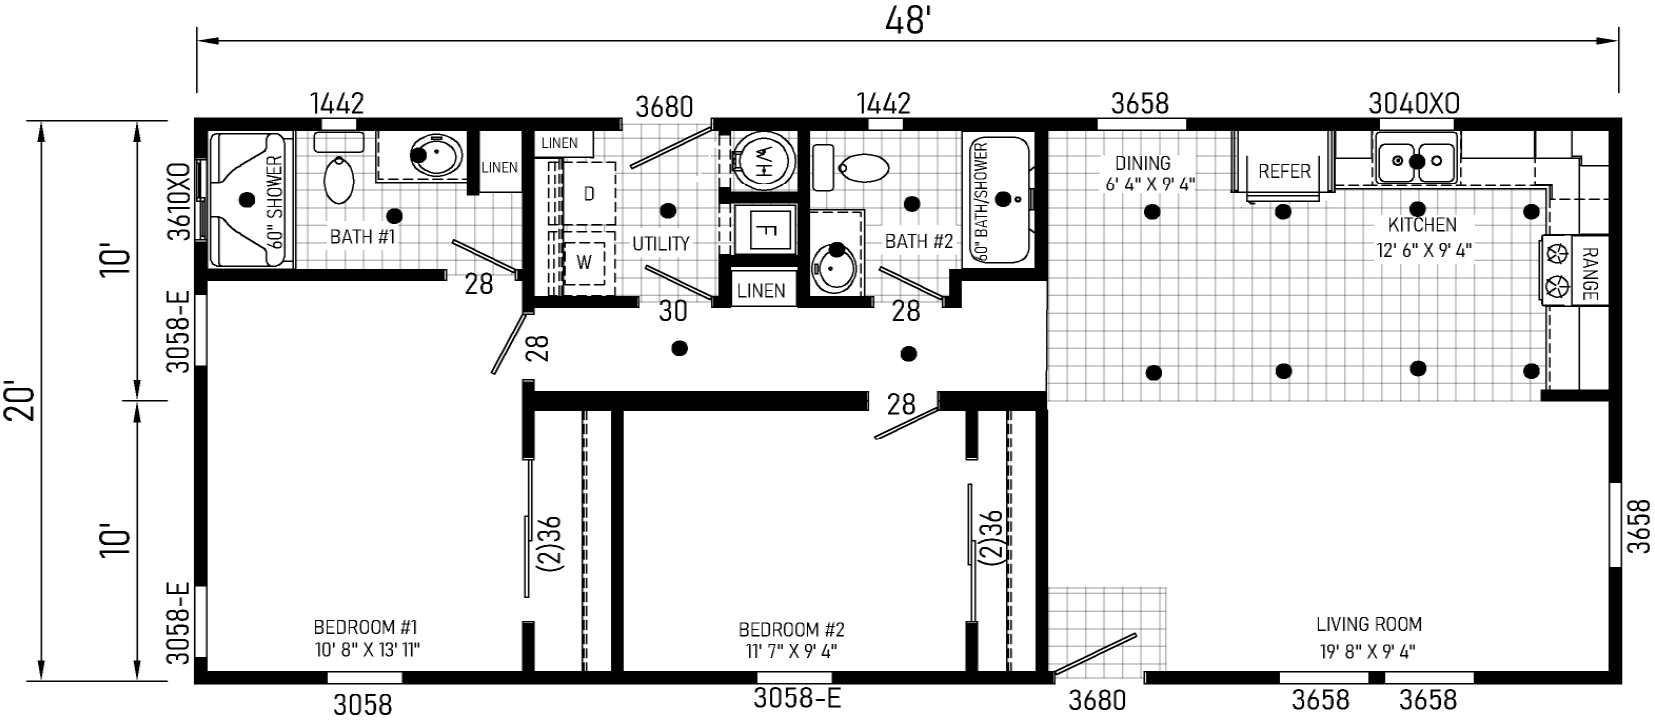 48'
1442
3680
1442
3658
3040XO
3610XO
60" SHOWER
LINEN
BATH #1
28
LINEN
D
W
UTILITY
30
WH
F
LINEN
BATH #2
60" BATH/SHOWER
28
DINING
6' 4" X 9' 4"
REFER
KITCHEN
12' 6" X 9' 4"
RANGE
20'
10'
10'
3058-E
28
28
3058-E
(2)36
(2)36
3658
BEDROOM #1
10' 8" X 13' 11"
BEDROOM #2
11' 7" X 9' 4"
LIVING ROOM
19' 8" X 9' 4"
3058
3058-E
3680
3658
3658